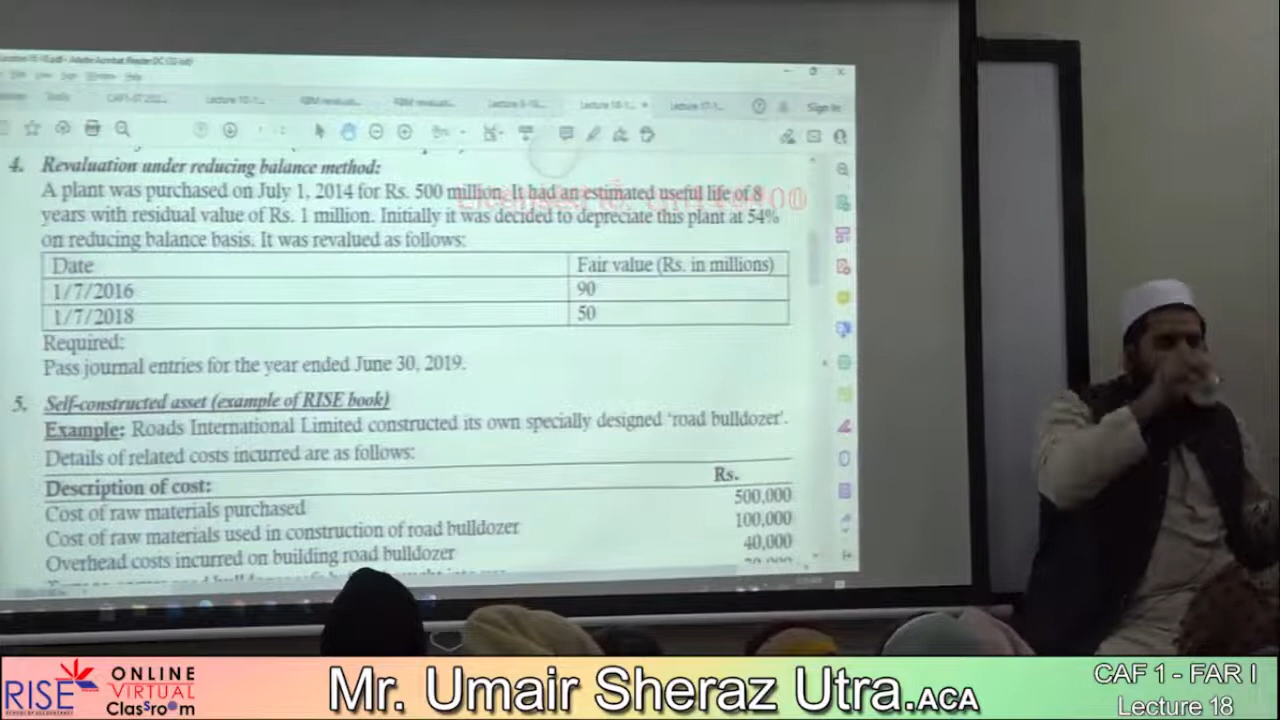 Sign In
4. Revaluation under reducing balance method:
A plant was purchased on July 1, 2014 for Rs. 500 million. It had an estimated useful life of 8
years with residual value of Rs. 1 million. Initially it was decided to depreciate this plant at 54%
on reducing balance basis. It was revalued as follows:
Date Fair value (Rs. in millions)
1/7/2016 90
1/7/2018 50
Required:
Pass journal entries for the year ended June 30, 2019.
5. Self-constructed asset (example of RISE book)
Example: Roads International Limited constructed its own specially designed 'road bulldozer'.
Details of related costs incurred are as follows:
Description of cost: Rs.
Cost of raw materials purchased 500,000
Cost of raw materials used in construction of road bulldozer 100,000
Overhead costs incurred on building road bulldozer 40,000
RISE
ONLINE
VIRTUAL
ClassrOOm
Mr. Umair Sheraz Utra.ACA
CAF 1 - FAR I
Lecture 18